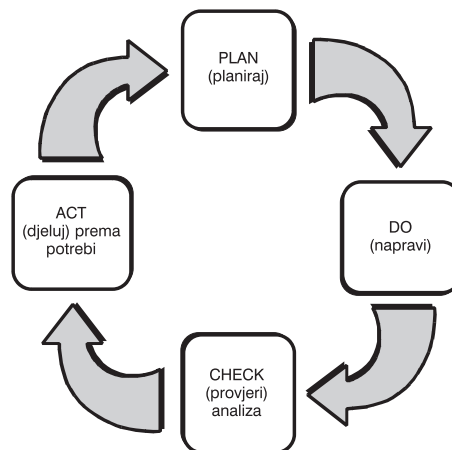 PLAN
(planiraj)
DO
(napravi)
CHECK
(provjeri)
analiza
ACT
(djeluj) prema
potrebi